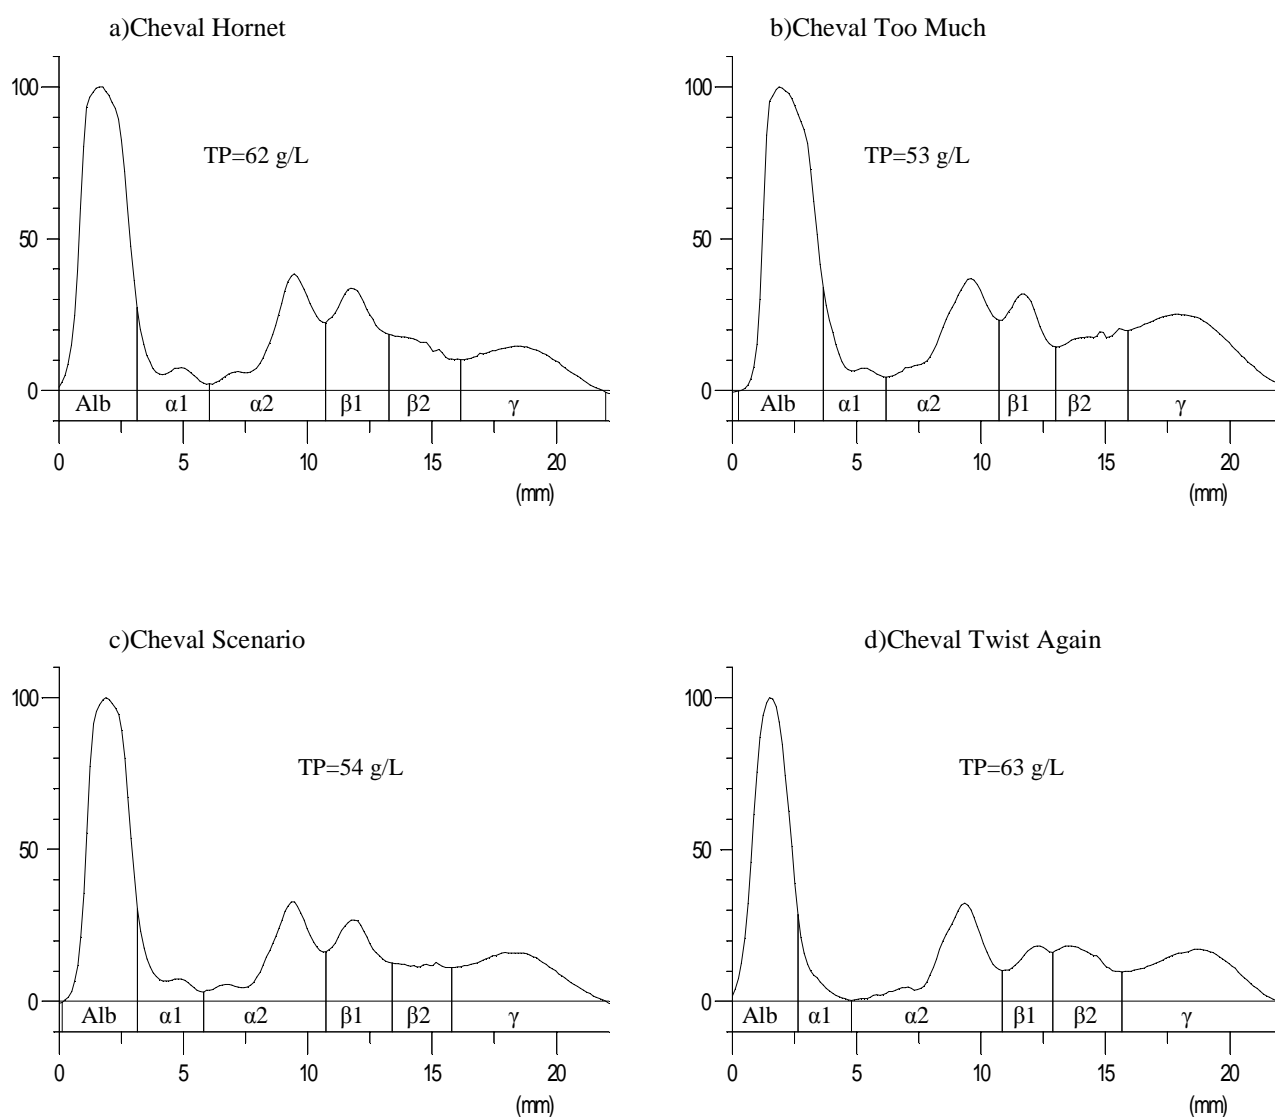 a)Cheval Hornet
100
TP=62 g/L
50
0
Alb α1 α2 β1 β2 γ
0 5 10 15 20
(mm)
b)Cheval Too Much
100
TP=53 g/L
50
0
Alb α1 α2 β1 β2 γ
0 5 10 15 20
(mm)
c)Cheval Scenario
100
TP=54 g/L
50
0
Alb α1 α2 β1 β2 γ
0 5 10 15 20
(mm)
d)Cheval Twist Again
100
TP=63 g/L
50
0
Alb α1 α2 β1 β2 γ
0 5 10 15 20
(mm)